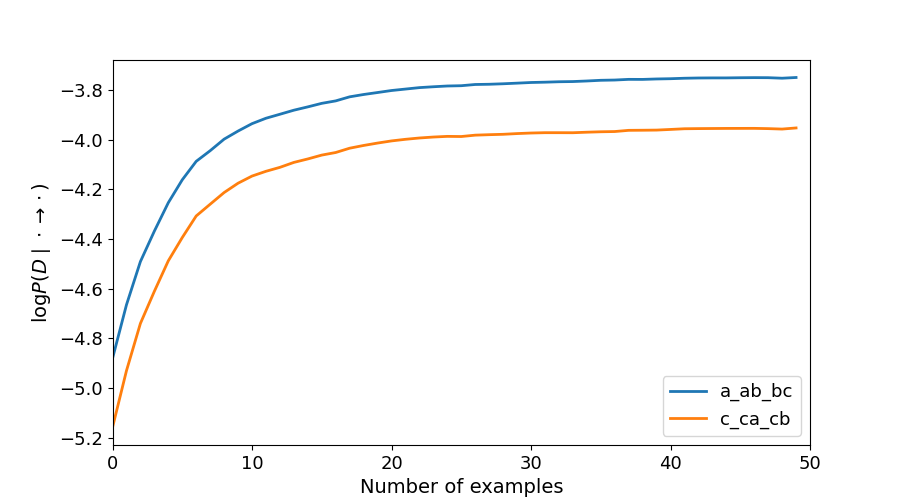 −3.8
−4.0
−4.2
−4.4
−4.6
−4.8
−5.0
−5.2
logP(D | · → ·)
0 10 20 30 40 50
Number of examples
a_ab_bc
c_ca_cb